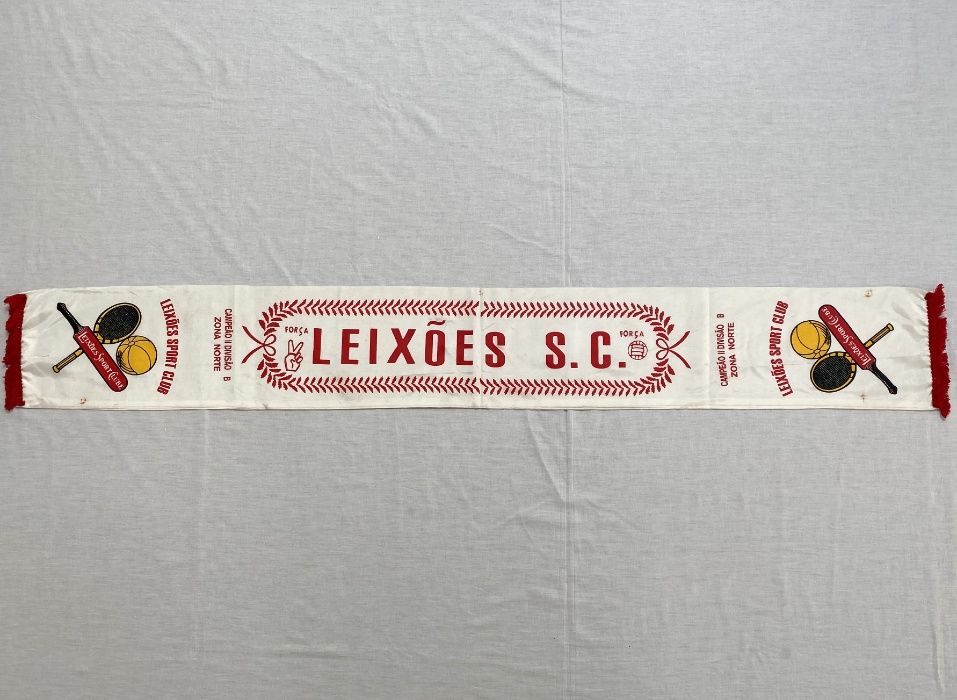 LEIXÕES SPORT CLUB
LEIXÕES SPORT CLUB
CAMPEÃO II DIVISÃO B
ZONA NORTE
FORÇA
LEIXÕES S.C.
FORÇA
CAMPEÃO II DIVISÃO B
ZONA NORTE
LEIXÕES SPORT CLUB
LEIXÕES SPORT CLUB